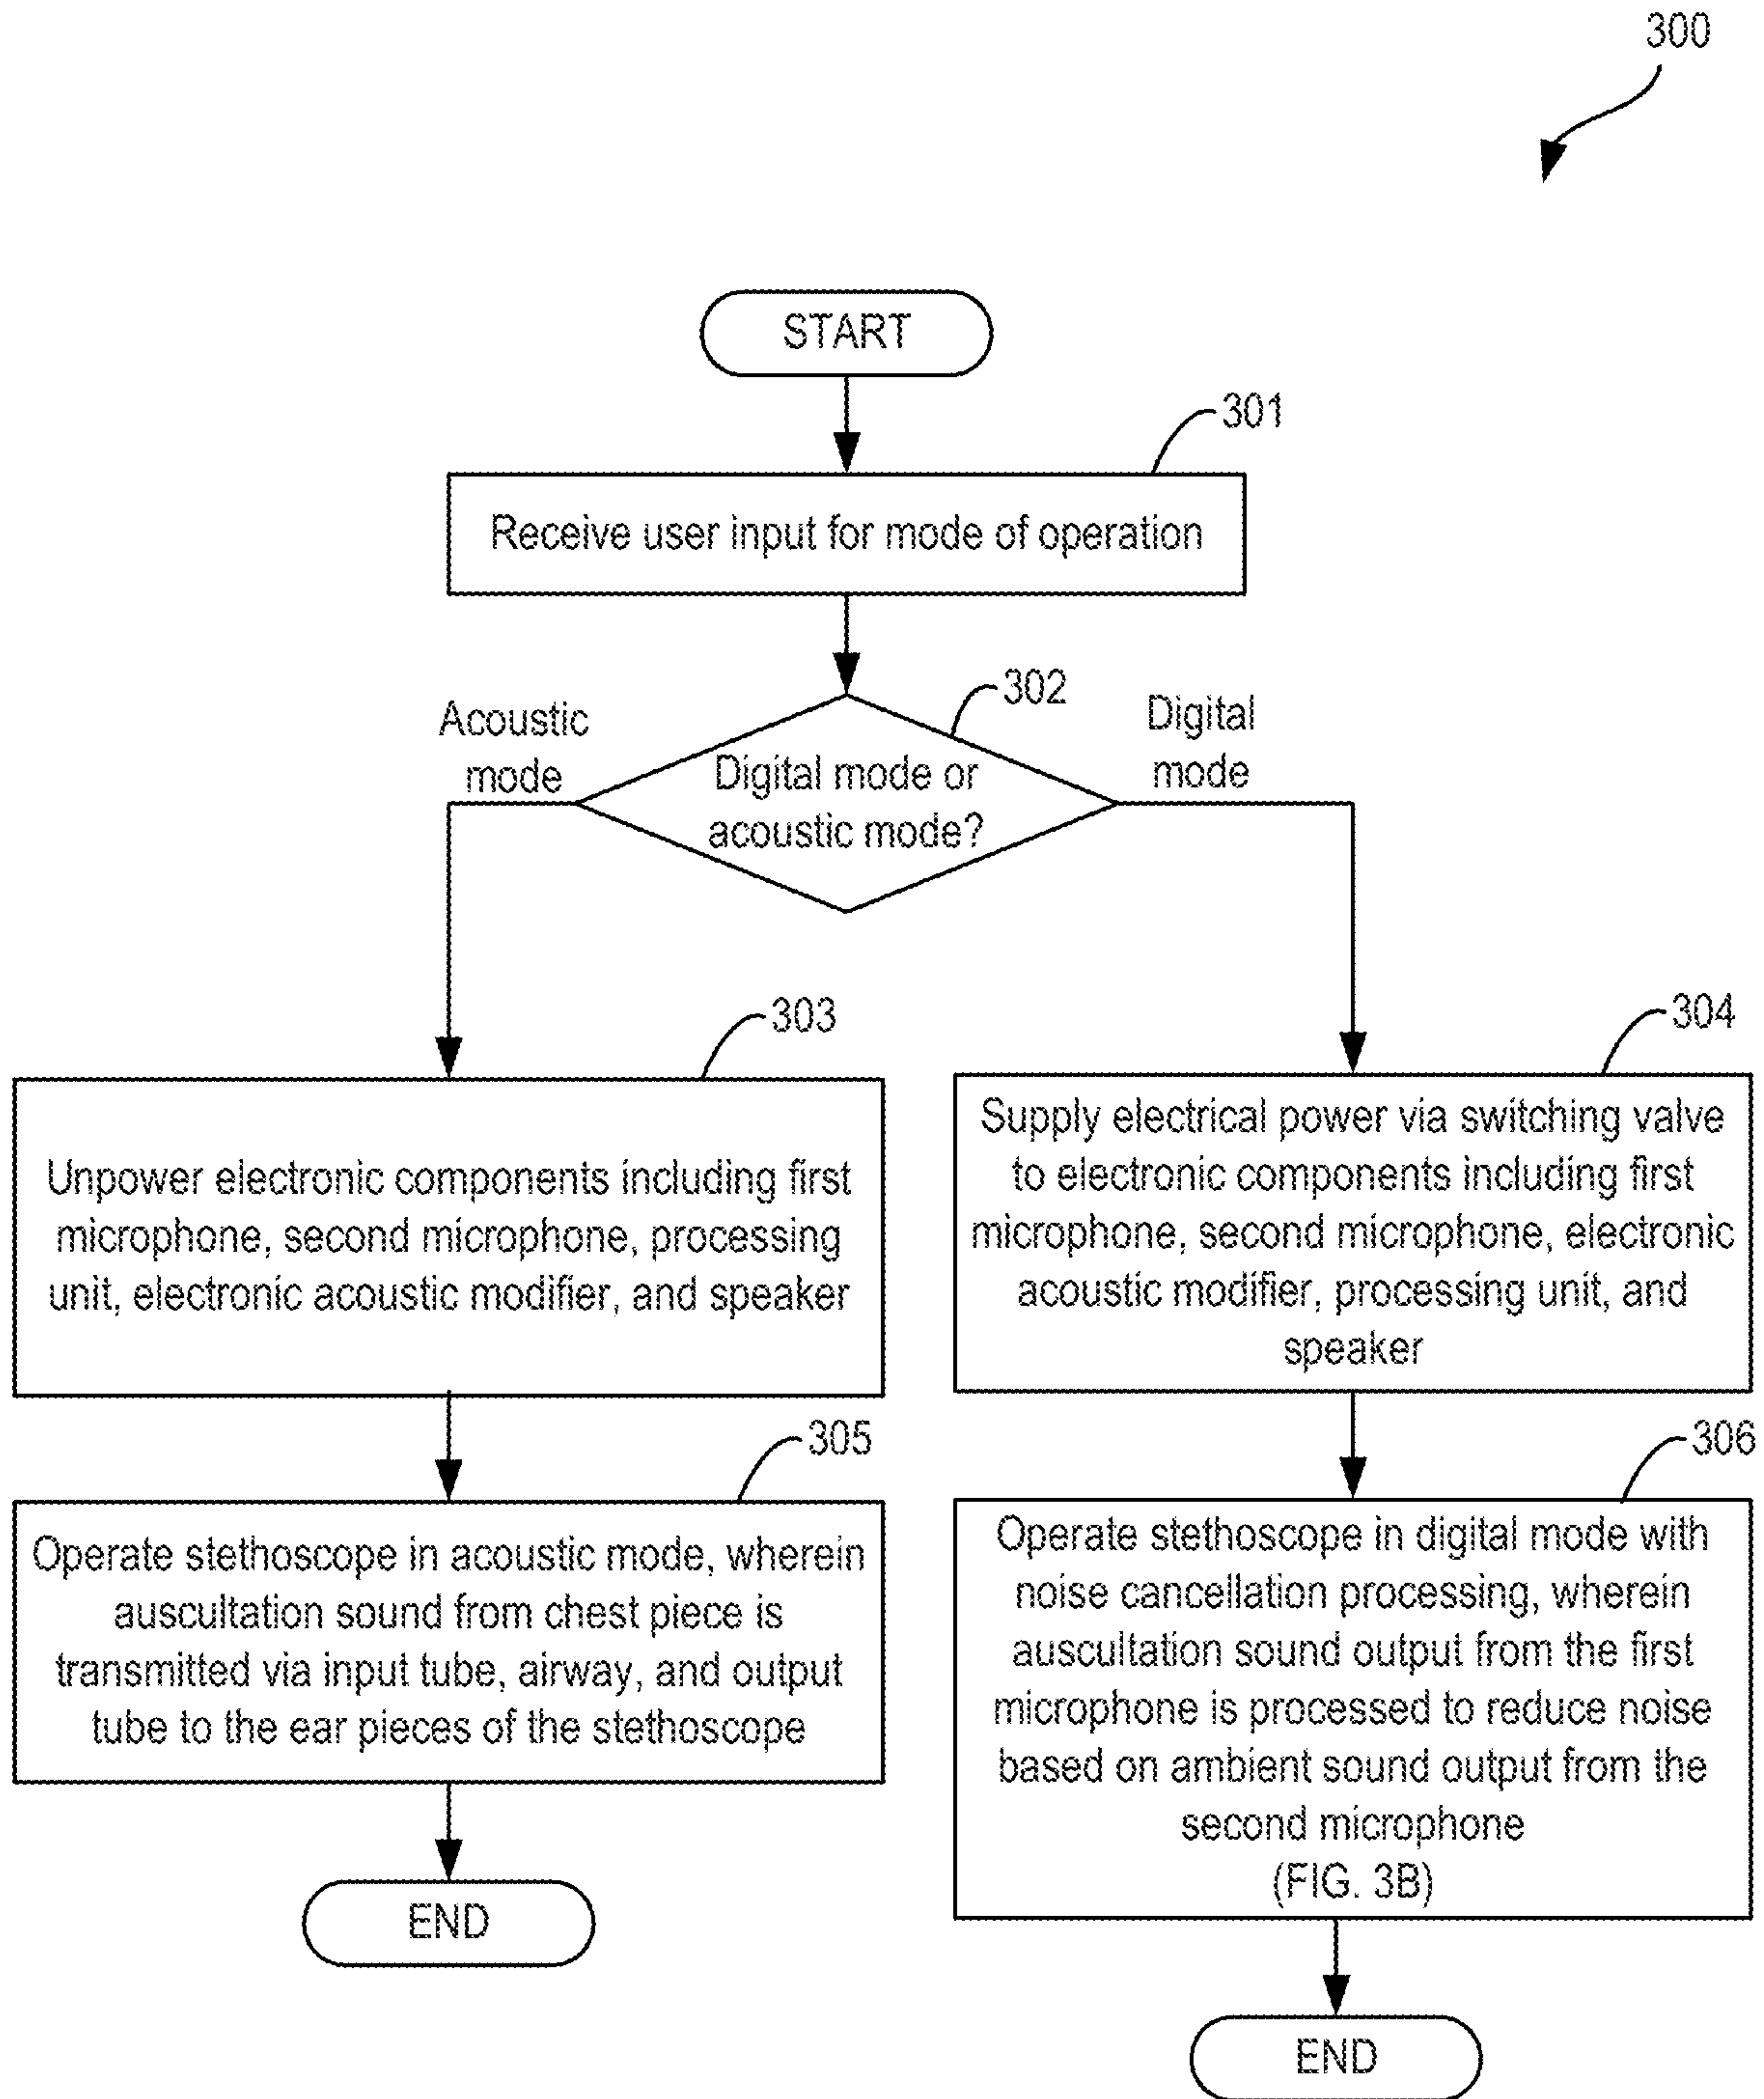 300
START
301
Receive user input for mode of operation
302
Acoustic
mode
Digital mode or
acoustic mode?
Digital
mode
303
Unpower electronic components including first
microphone, second microphone, processing
unit, electronic acoustic modifier, and speaker
304
Supply electrical power via switching valve
to electronic components including first
microphone, second microphone, electronic
acoustic modifier, processing unit, and
speaker
305
Operate stethoscope in acoustic mode, wherein
auscultation sound from chest piece is
transmitted via input tube, airway, and output
tube to the ear pieces of the stethoscope
END
306
Operate stethoscope in digital mode with
noise cancellation processing, wherein
auscultation sound output from the first
microphone is processed to reduce noise
based on ambient sound output from the
second microphone
(FIG. 3B)
END